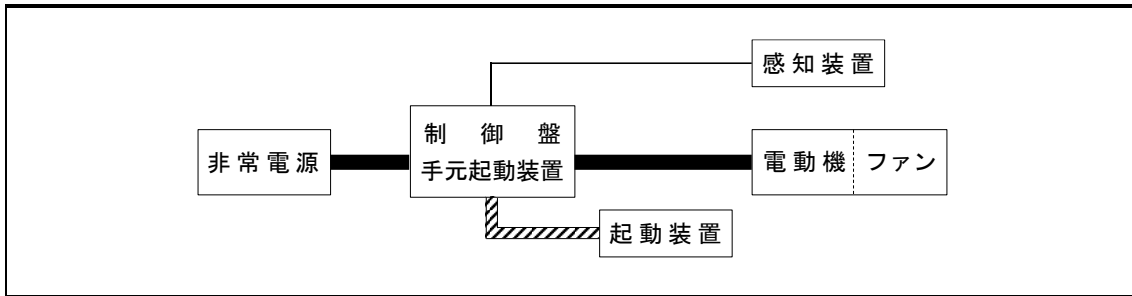 感知装置
制御盤
手元起動装置
非常電源
電動機 ファン
起動装置